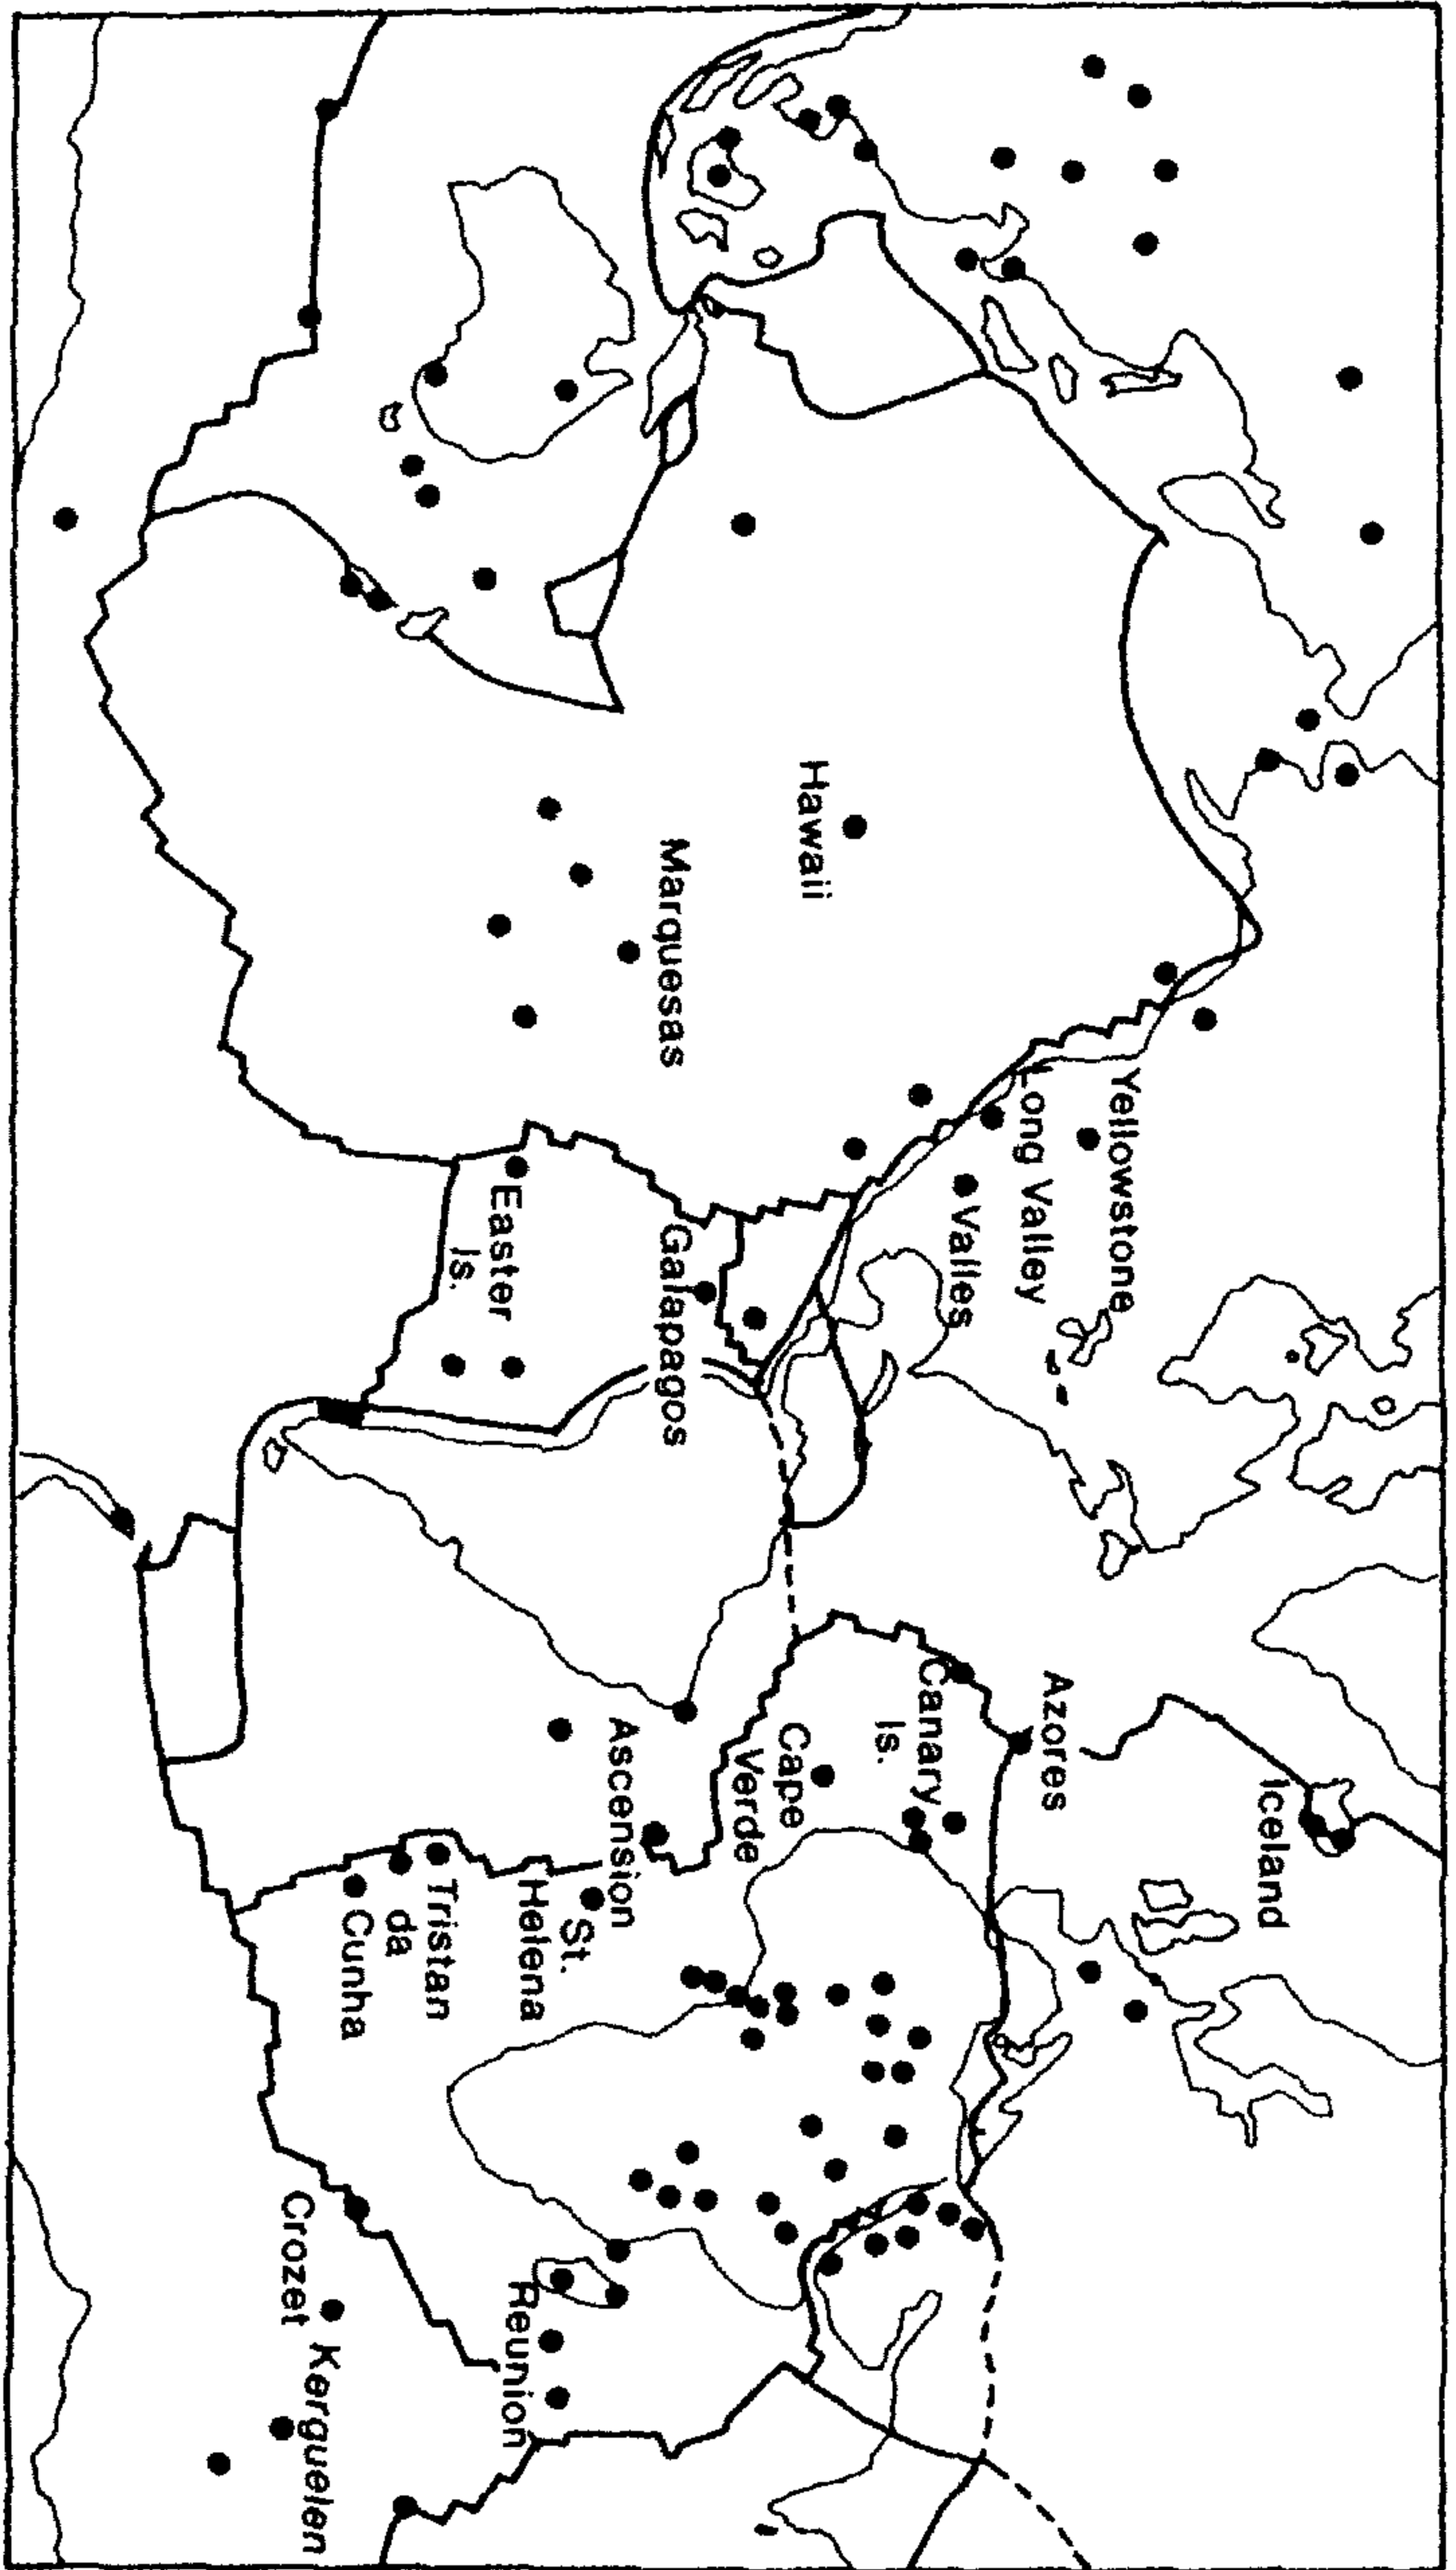 Iceland
Yellowstone
Azores
Long Valley
Valles
Canary
Is.
Hawaii
Cape
Verde
Marquesas
Galapagos
Ascension
St.
Helena
Easter
Is.
Reunion
Tristan
da
Cunha
Crozet
Kerguelen